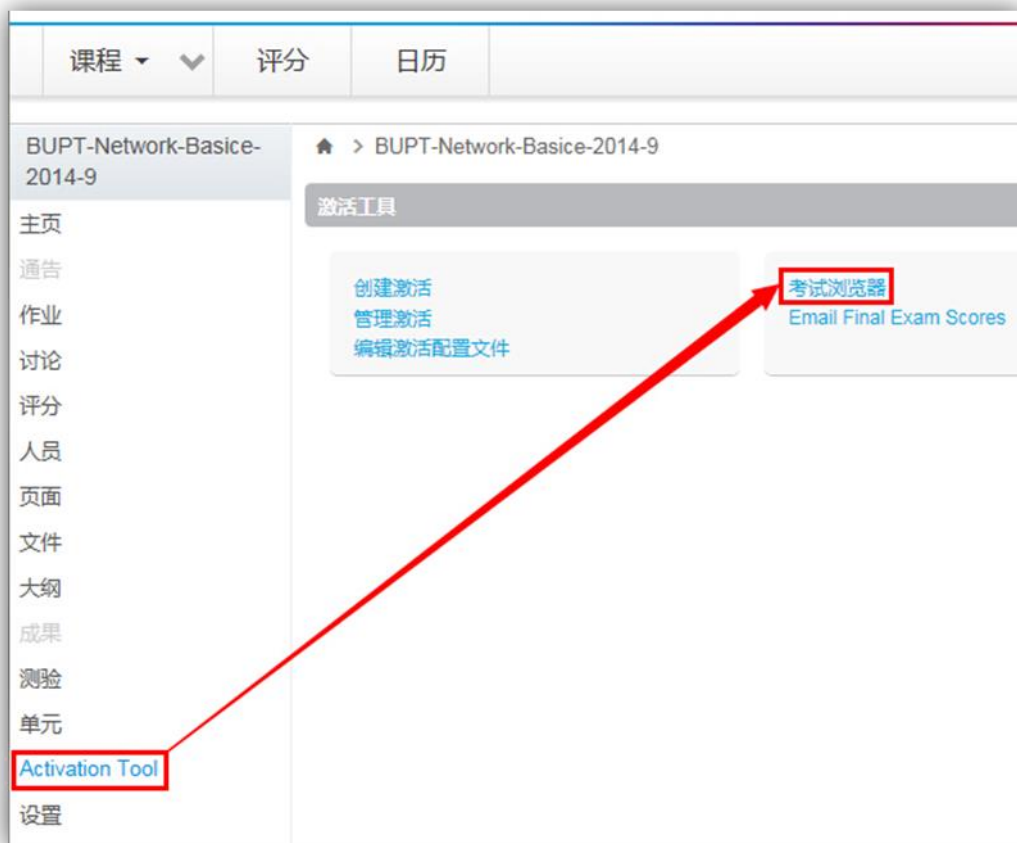 课程 评分 日历
BUPT-Network-Basice-
2014-9
主页
通告
作业
讨论
评分
人员
页面
文件
大纲
成果
测验
单元
Activation Tool
设置
> BUPT-Network-Basice-2014-9
激活工具
创建激活
管理激活
编辑激活配置文件
考试浏览器
Email Final Exam Scores